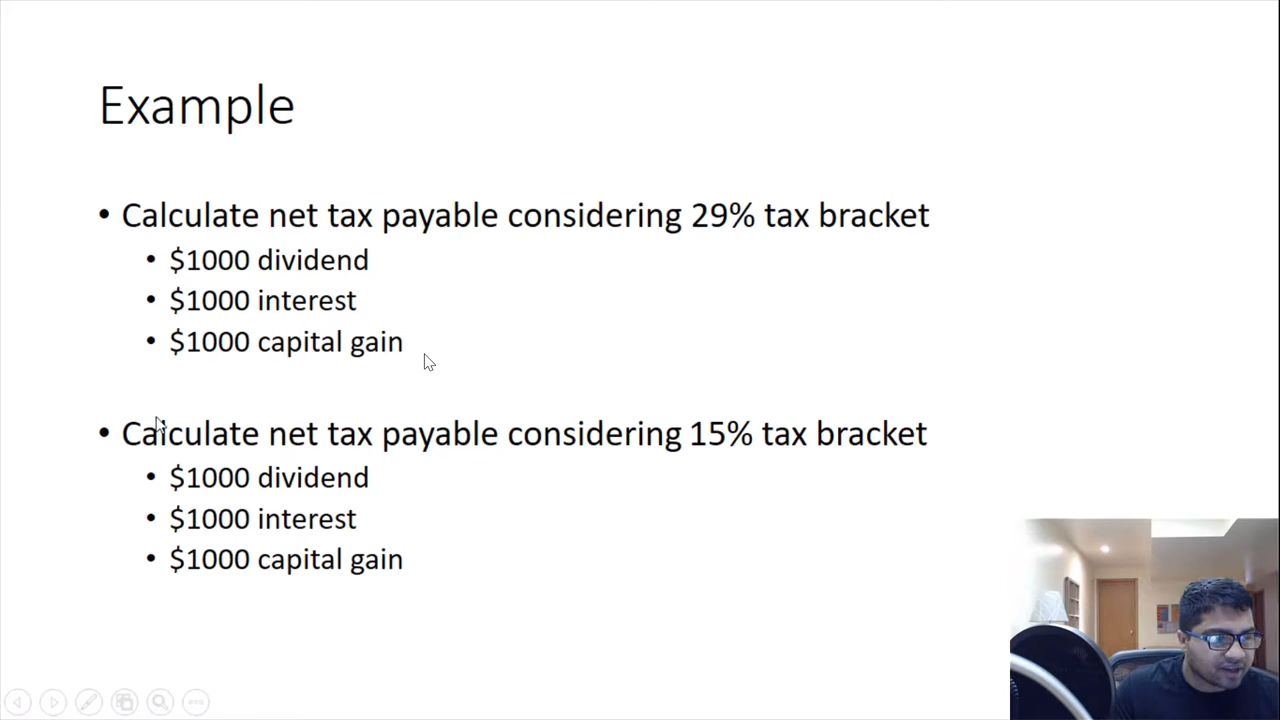 Example
• Calculate net tax payable considering 29% tax bracket
• $1000 dividend
• $1000 interest
• $1000 capital gain
• Calculate net tax payable considering 15% tax bracket
• $1000 dividend
• $1000 interest
• $1000 capital gain